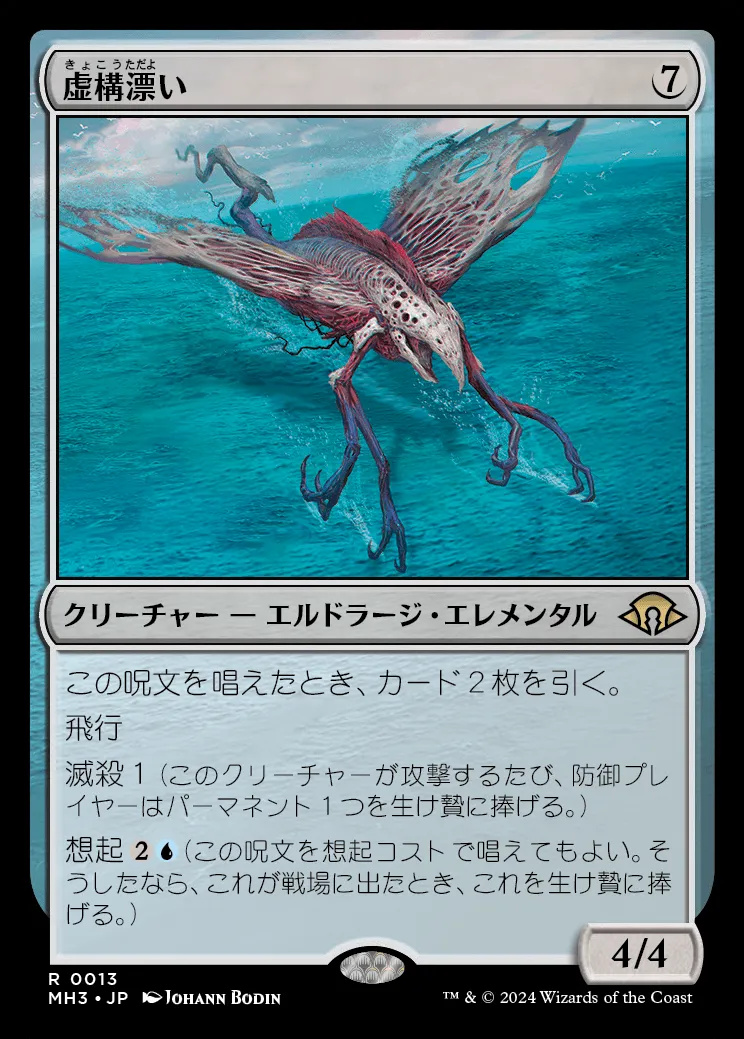 きょこうただよ
虚構漂い
7
クリーチャー — エルドラージ・エレメンタル
この呪文を唱えたとき、カード2枚を引く。
飛行
滅殺1(このクリーチャーが攻撃するたび、防御プレ
イヤーはパーマネント1つを生け贄に捧げる。)
想起 2 (この呪文を想起コストで唱えてもよい。そ
うしたなら、これが戦場に出たとき、これを生け贄に捧
げる。)
4/4
R 0013
MH3 • JP Johann Bodin
™ & © 2024 Wizards of the Coast